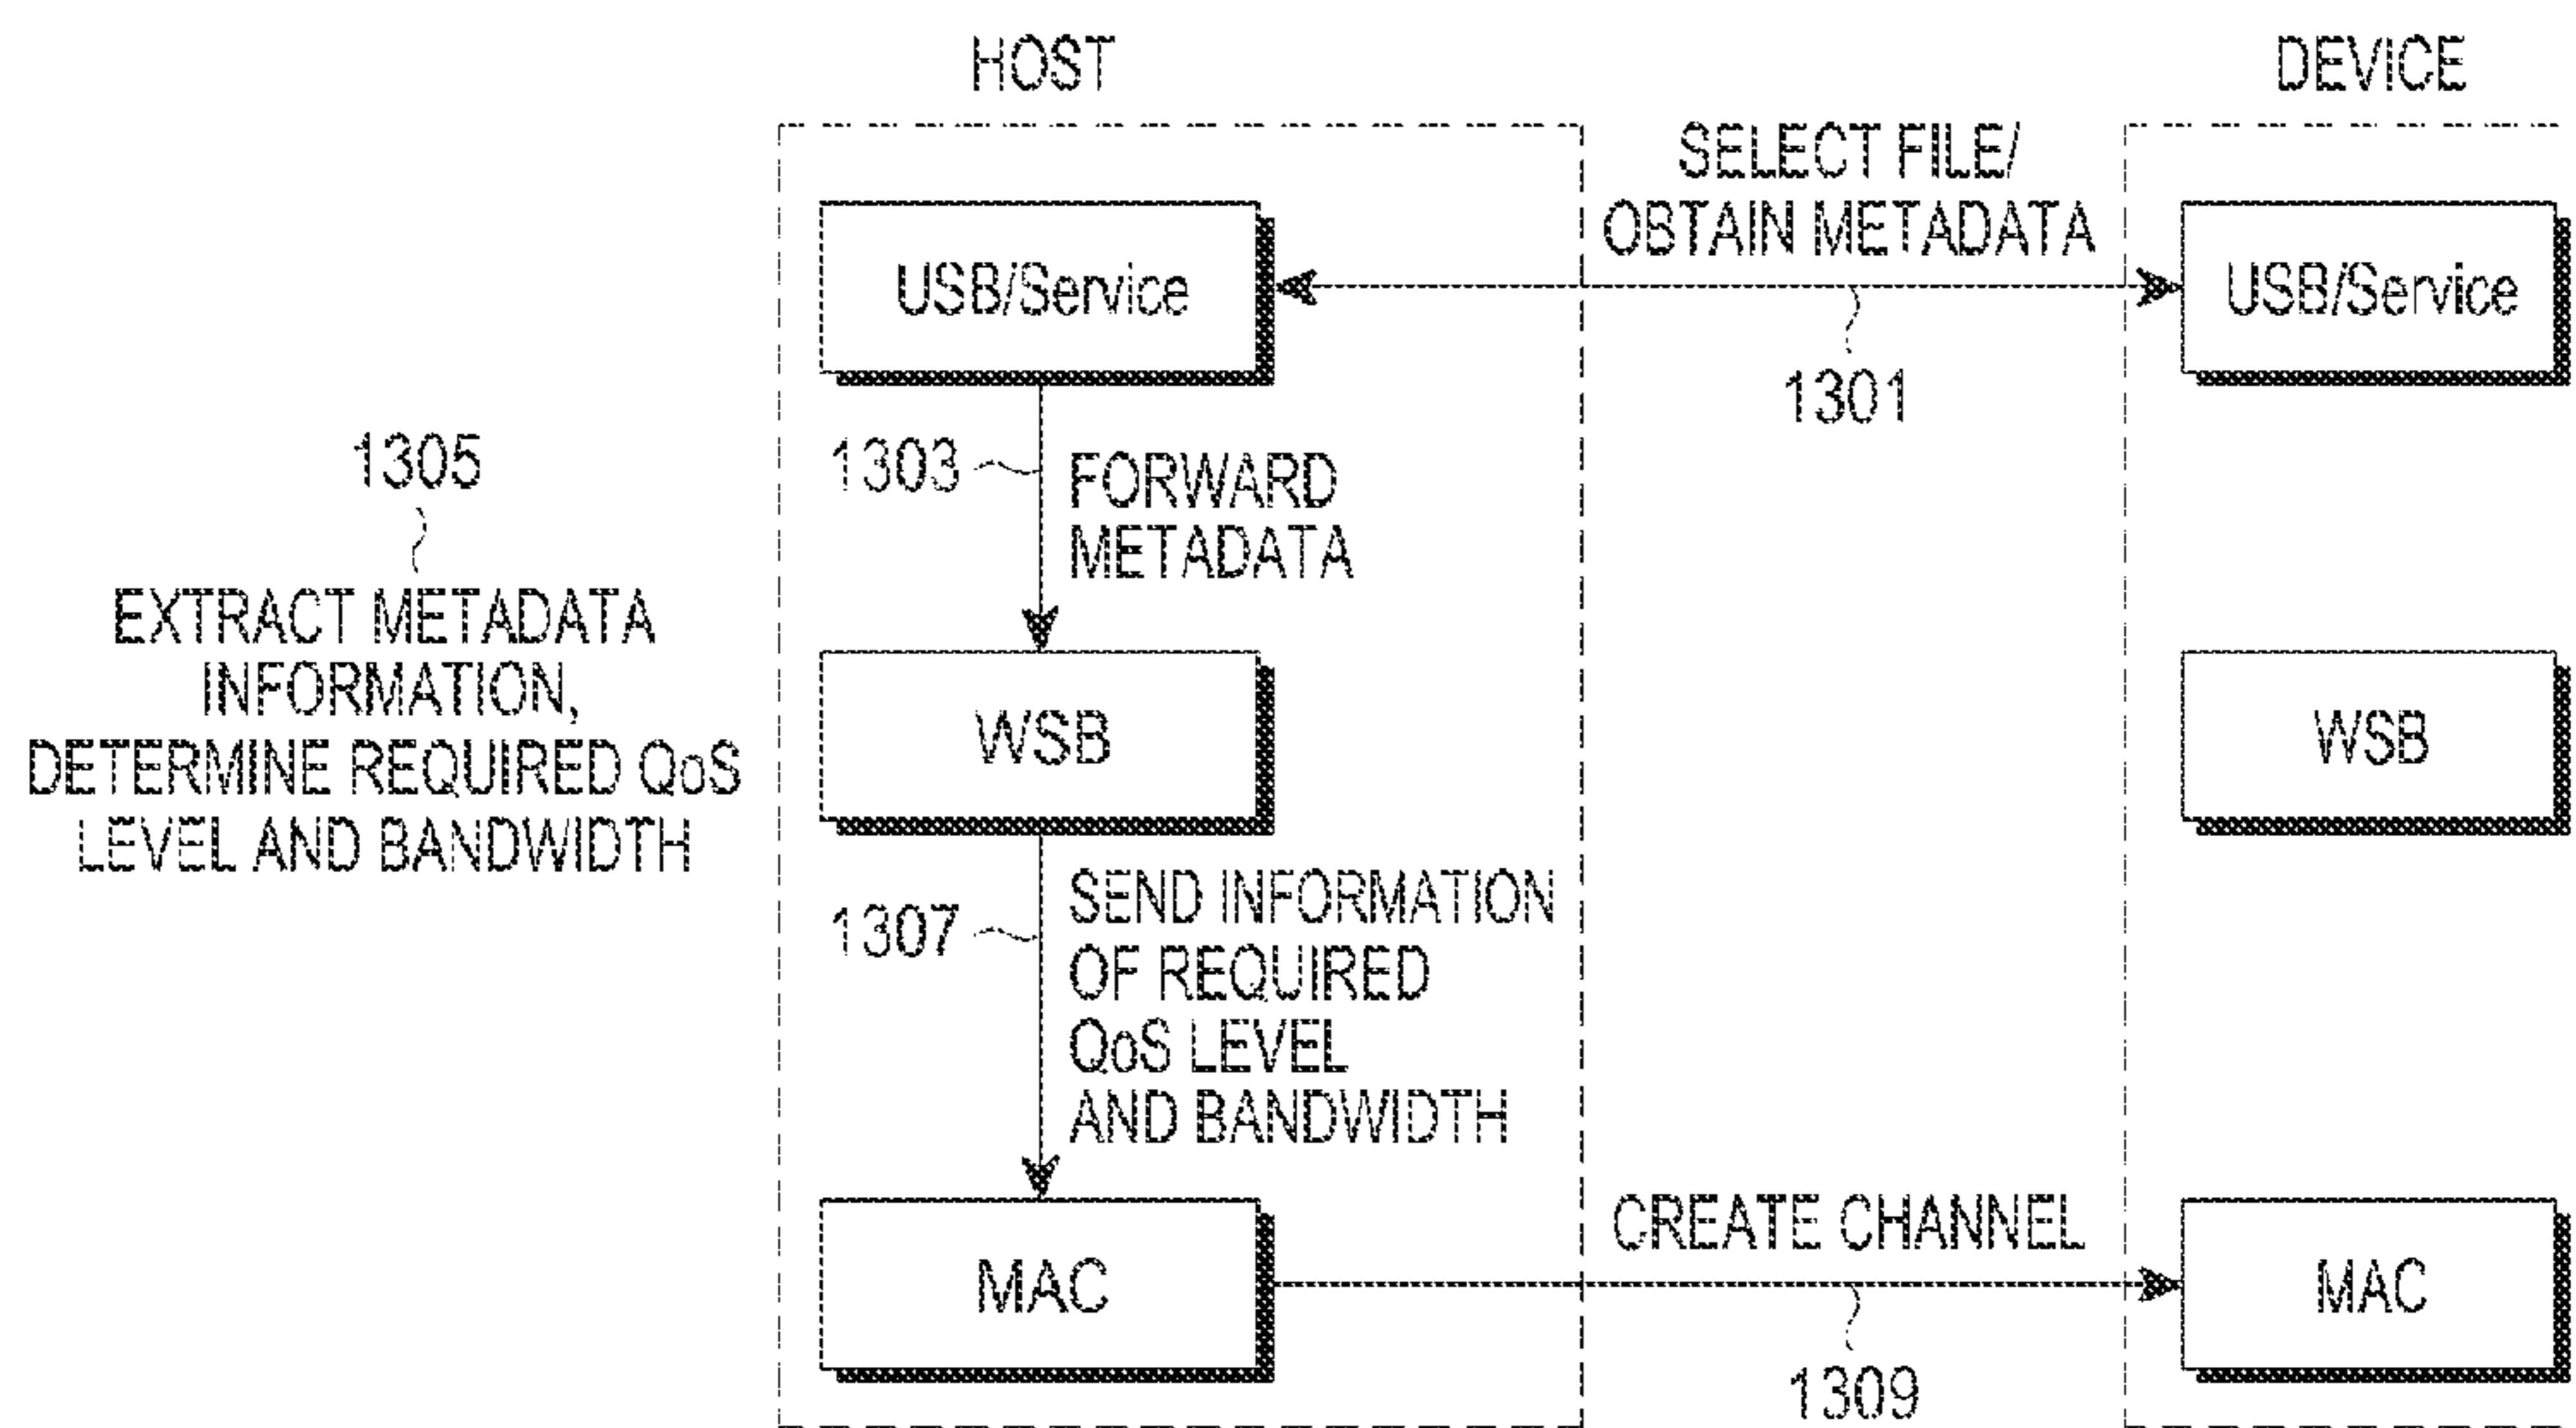 HOST
DEVICE
SELECT FILE/
OBTAIN METADATA
USB/Service
USB/Service
1301
1303
FORWARD
METADATA
1305
EXTRACT METADATA
INFORMATION,
DETERMINE REQUIRED QoS
LEVEL AND BANDWIDTH
WSB
WSB
1307
SEND INFORMATION
OF REQUIRED
QoS LEVEL
AND BANDWIDTH
CREATE CHANNEL
MAC
MAC
1309